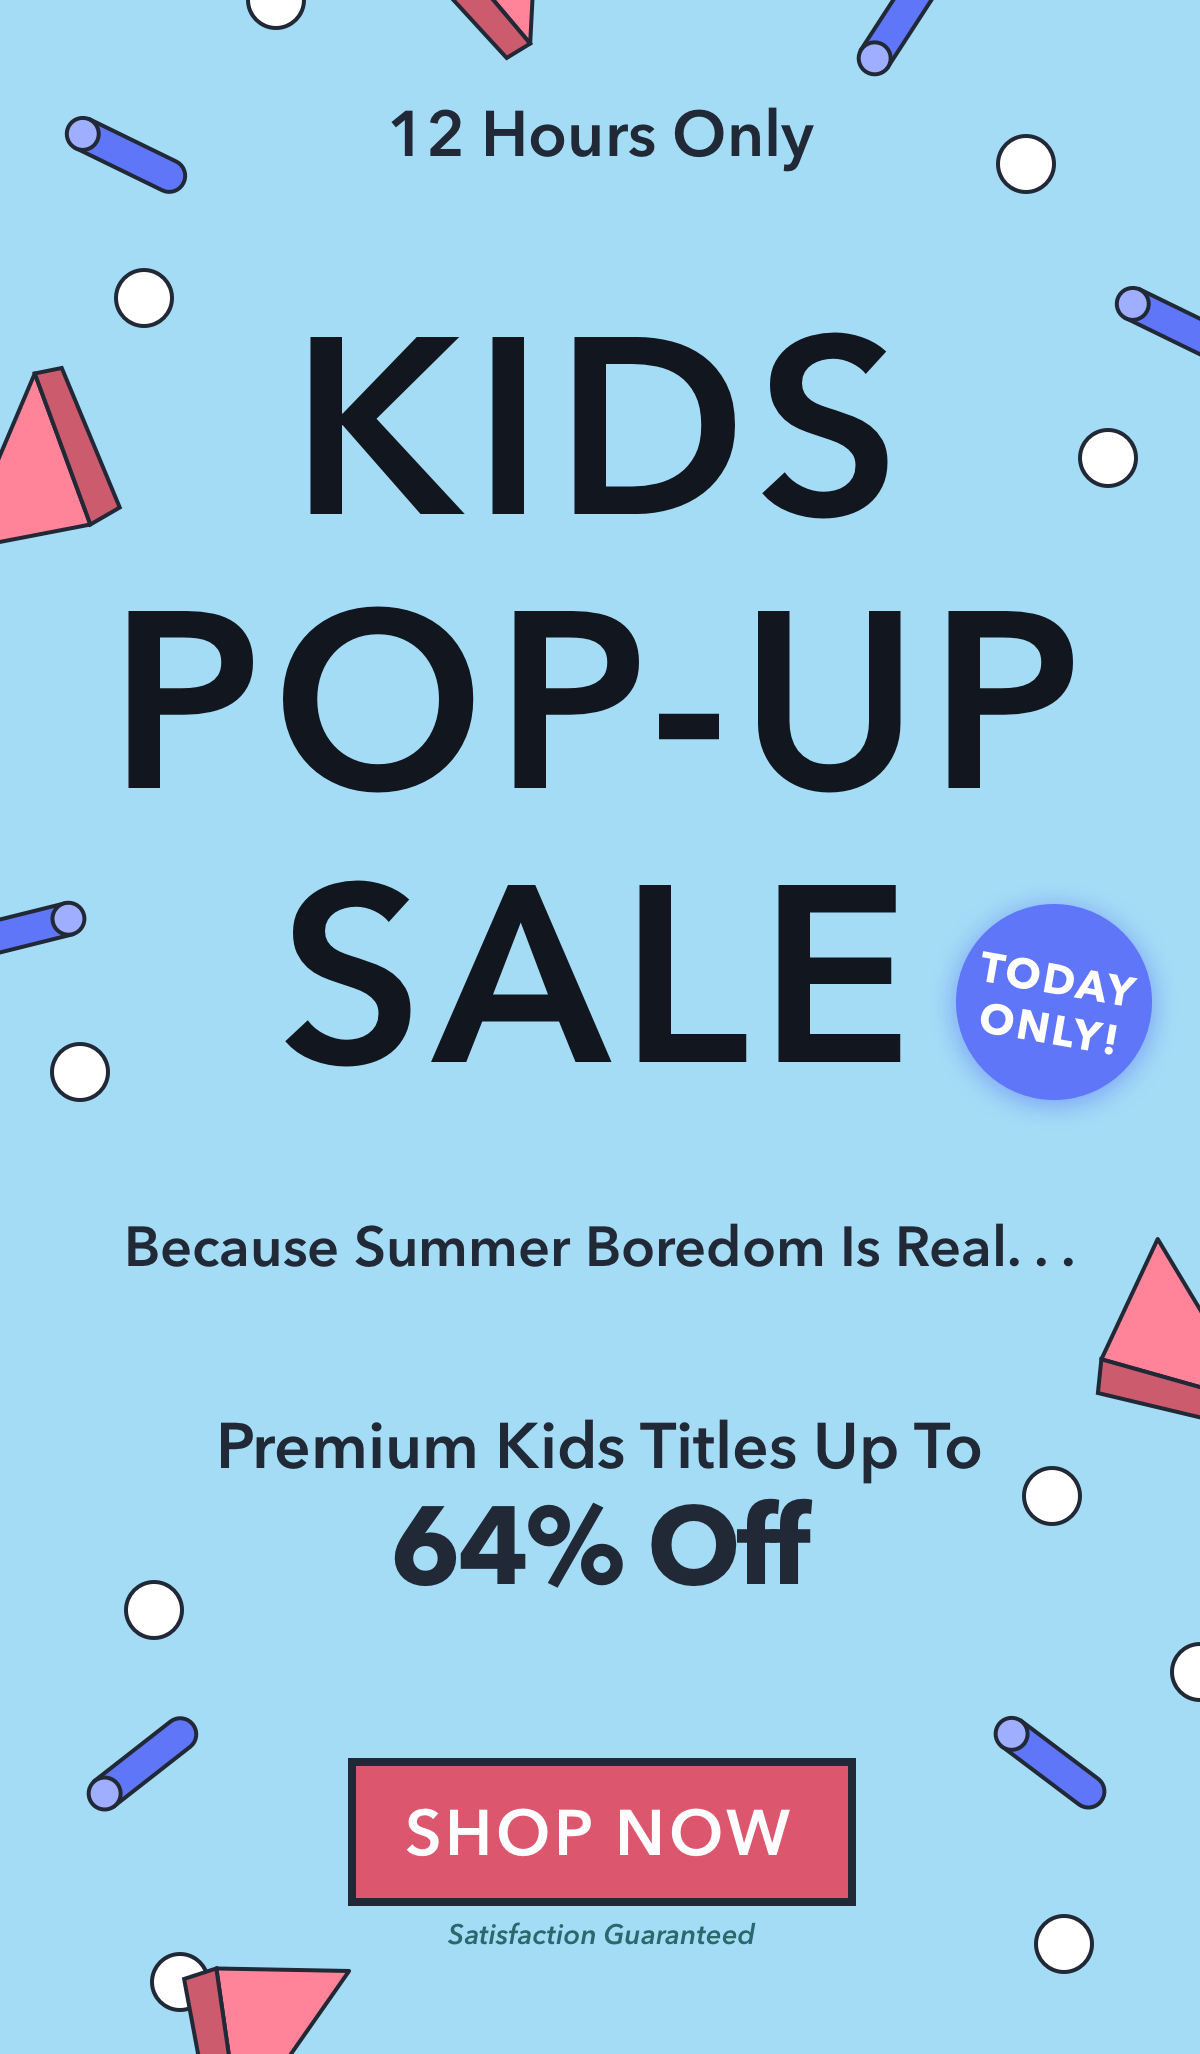 12 Hours Only
KIDS
POP-UP
SALE
TODAY
ONLY!
Because Summer Boredom Is Real. . .
Premium Kids Titles Up To
64% Off
SHOP NOW
Satisfaction Guaranteed